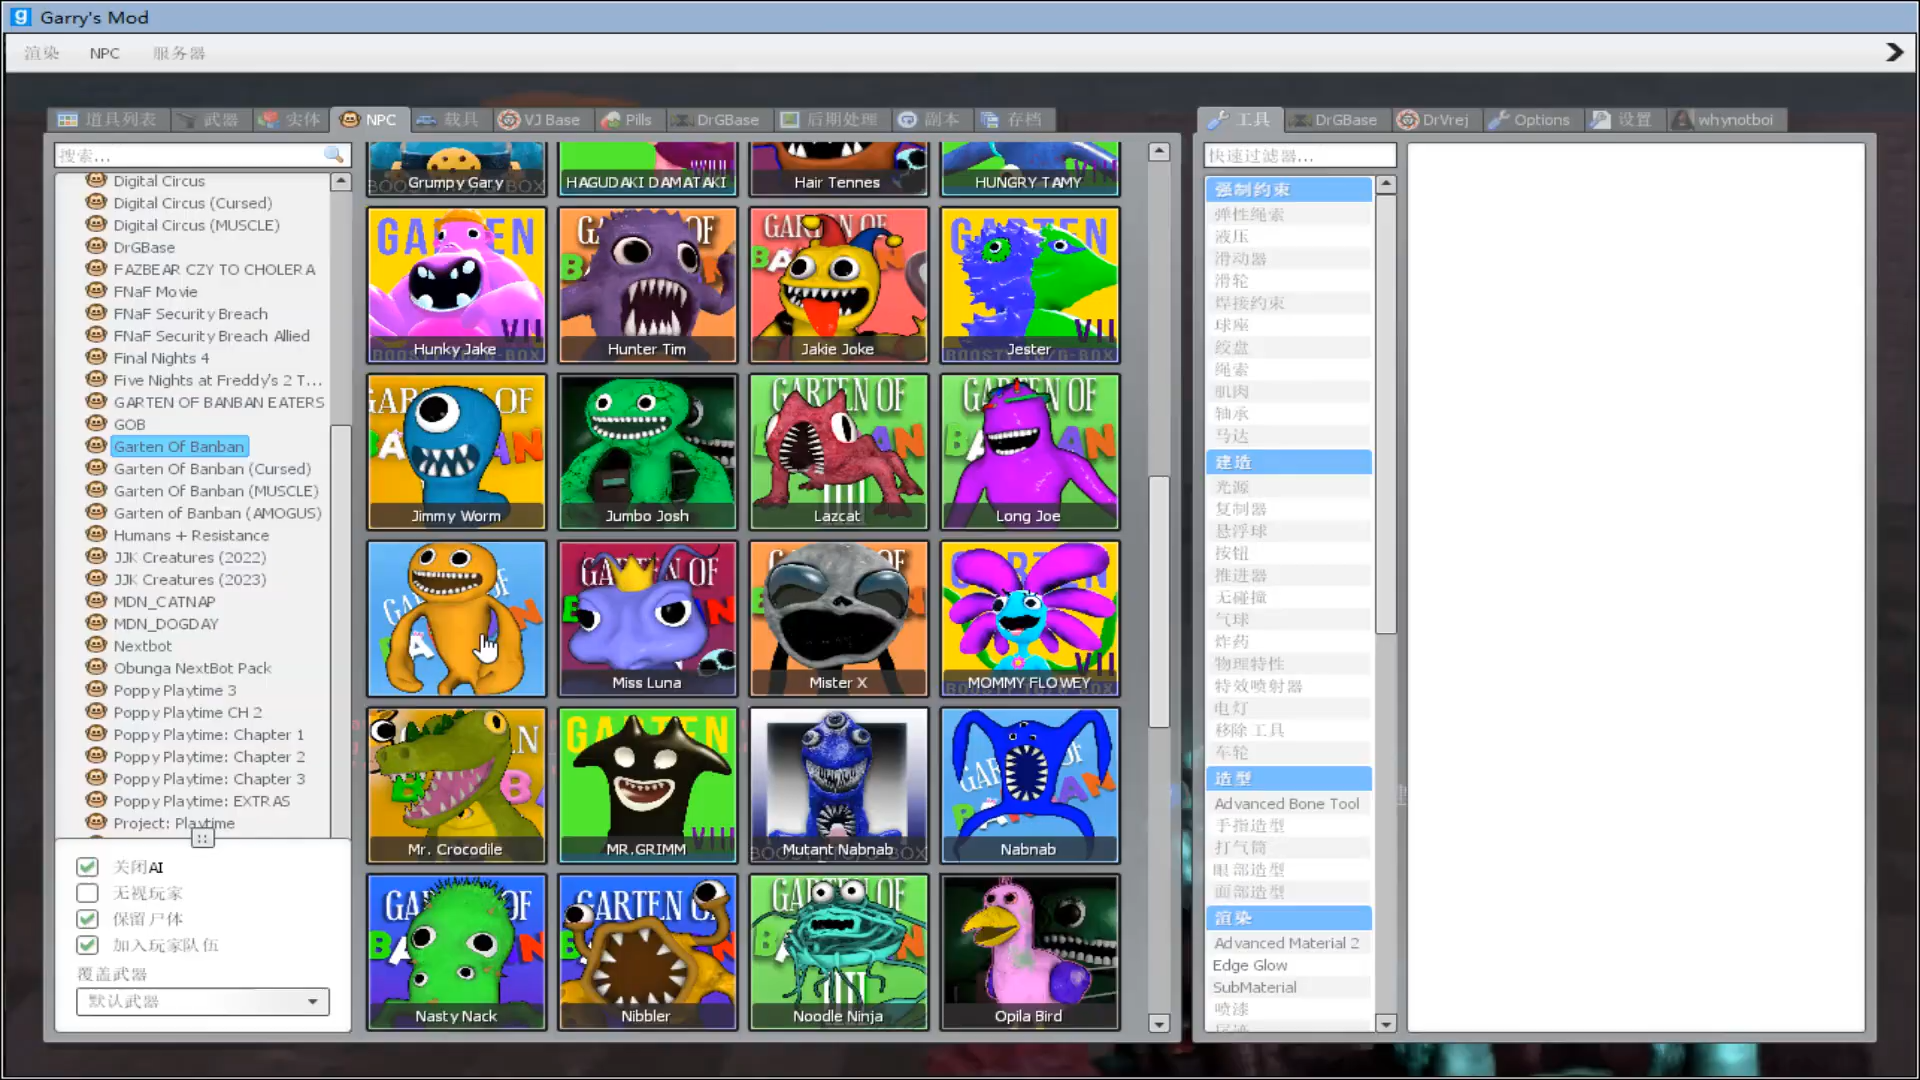 Garry's Mod
渲染 NPC 服务器
道具列表 武器 实体 NPC 载具 VJ Base Pills DrGBase 后期处理 副本 存档
搜索...
Digital Circus
Digital Circus (Cursed)
Digital Circus (MUSCLE)
DrGBase
FAZBEAR CZY TO CHOLERA
FNaF Movie
FNaF Security Breach
FNaF Security Breach Allied
Final Nights 4
Five Nights at Freddy's 2 T...
GARTEN OF BANBAN EATERS
GOB
Garten Of Banban
Garten Of Banban (Cursed)
Garten Of Banban (MUSCLE)
Garten of Banban (AMOGUS)
Humans + Resistance
JJK Creatures (2022)
JJK Creatures (2023)
MDN_CATNAP
MDN_DOGDAY
Nextbot
Obunga NextBot Pack
Poppy Playtime 3
Poppy Playtime CH 2
Poppy Playtime: Chapter 1
Poppy Playtime: Chapter 2
Poppy Playtime: Chapter 3
Poppy Playtime: EXTRAS
Project: Playtime
关闭AI
无视玩家
保留尸体
加入玩家队伍
覆盖武器
默认武器
Grumpy Gary HAGUDAKI DAMATAKI Hair Tennes HUNGRY TAMY
Hunky Jake Hunter Tim Jakie Joke Jester
Jimmy Worm Jumbo Josh Lazcat Long Joe
Miss Luna Mister X MOMMY FLOWEY
Mr. Crocodile MR.GRIMM Mutant Nabnab Nabnab
Nasty Nack Nibbler Noodle Ninja Opila Bird
工具 DrGBase DrVrej Options 设置 whynotboi
快速过滤器...
强制约束
弹性绳索
液压
滑动器
滑轮
焊接约束
球座
绞盘
绳索
肌肉
轴承
马达
建造
光源
复制器
悬浮球
按钮
推进器
无碰撞
气球
炸药
物理特性
特效喷射器
电灯
移除工具
车轮
造型
Advanced Bone Tool
手指造型
打气筒
眼部造型
面部造型
渲染
Advanced Material 2
Edge Glow
SubMaterial
喷漆